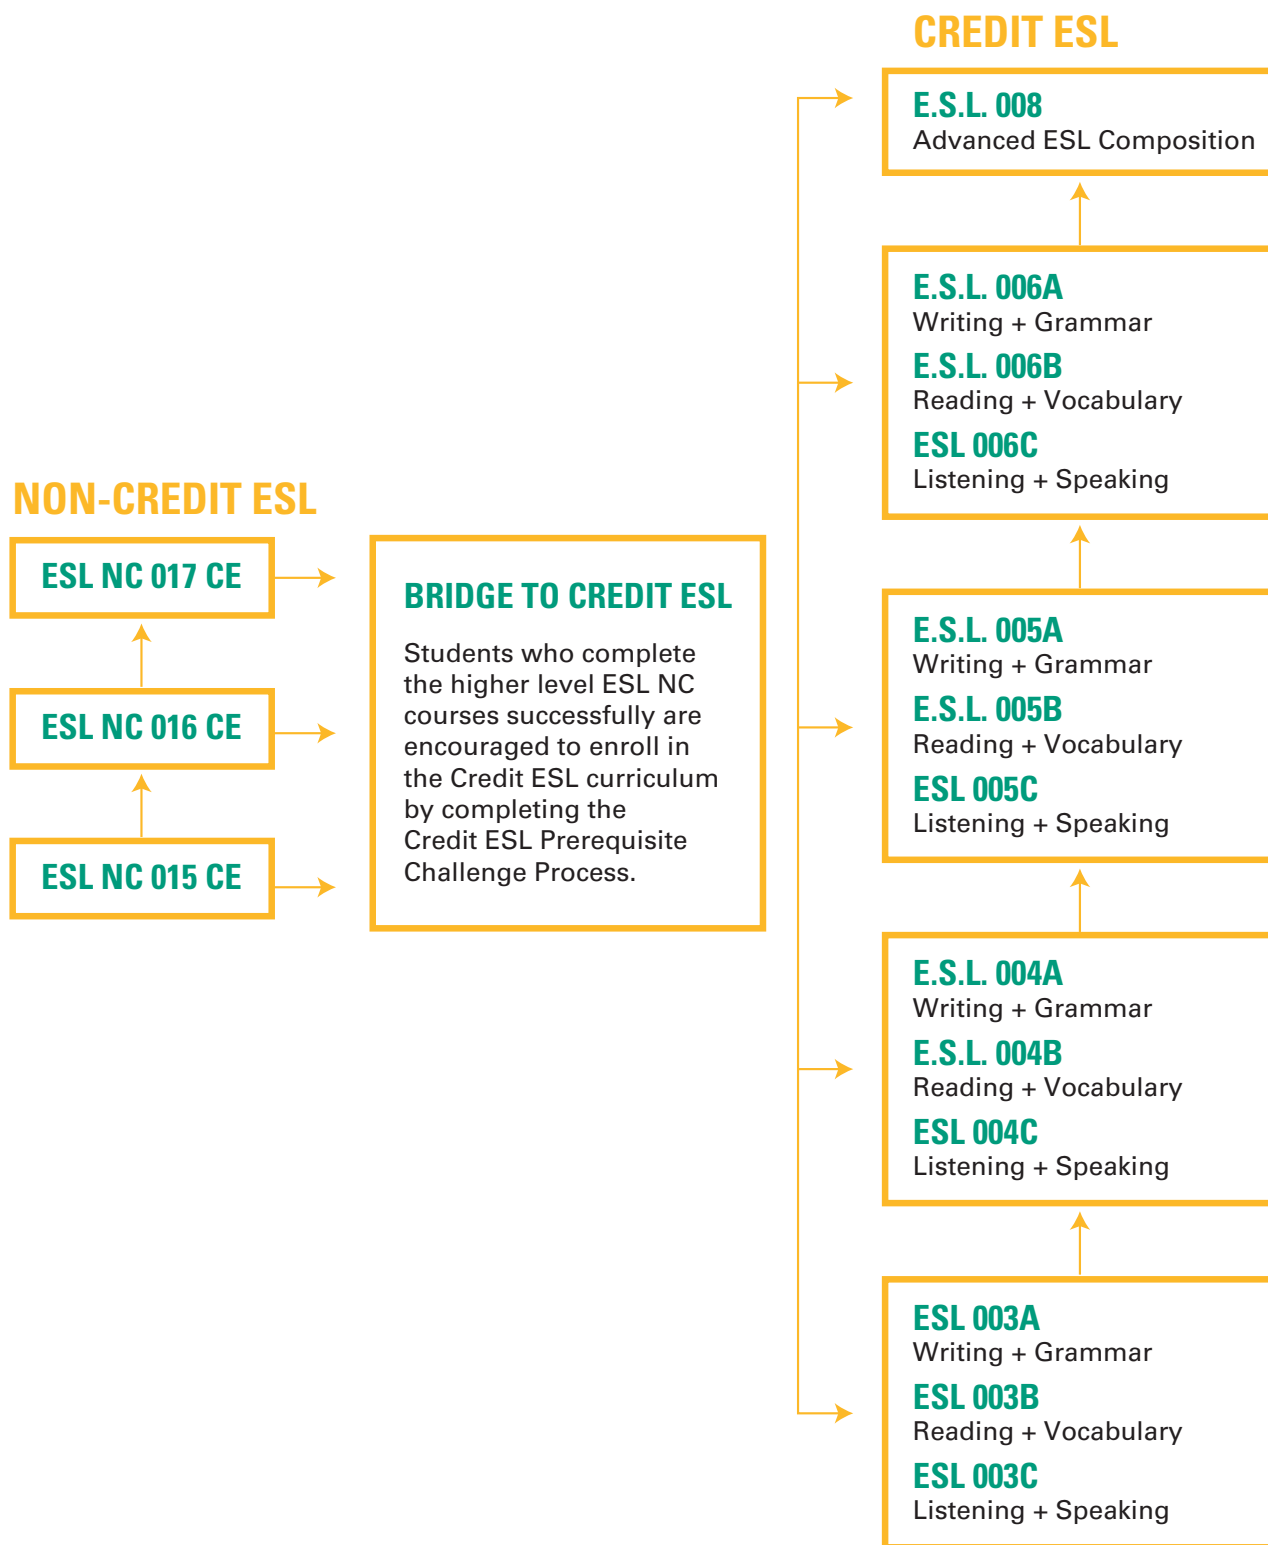 NON-CREDIT ESL
ESL NC 017 CE
ESL NC 016 CE
ESL NC 015 CE
BRIDGE TO CREDIT ESL
Students who complete
the higher level ESL NC
courses successfully are
encouraged to enroll in
the Credit ESL curriculum
by completing the
Credit ESL Prerequisite
Challenge Process.
CREDIT ESL
E.S.L. 008
Advanced ESL Composition
E.S.L. 006A
Writing + Grammar
E.S.L. 006B
Reading + Vocabulary
ESL 006C
Listening + Speaking
E.S.L. 005A
Writing + Grammar
E.S.L. 005B
Reading + Vocabulary
ESL 005C
Listening + Speaking
E.S.L. 004A
Writing + Grammar
E.S.L. 004B
Reading + Vocabulary
ESL 004C
Listening + Speaking
ESL 003A
Writing + Grammar
ESL 003B
Reading + Vocabulary
ESL 003C
Listening + Speaking